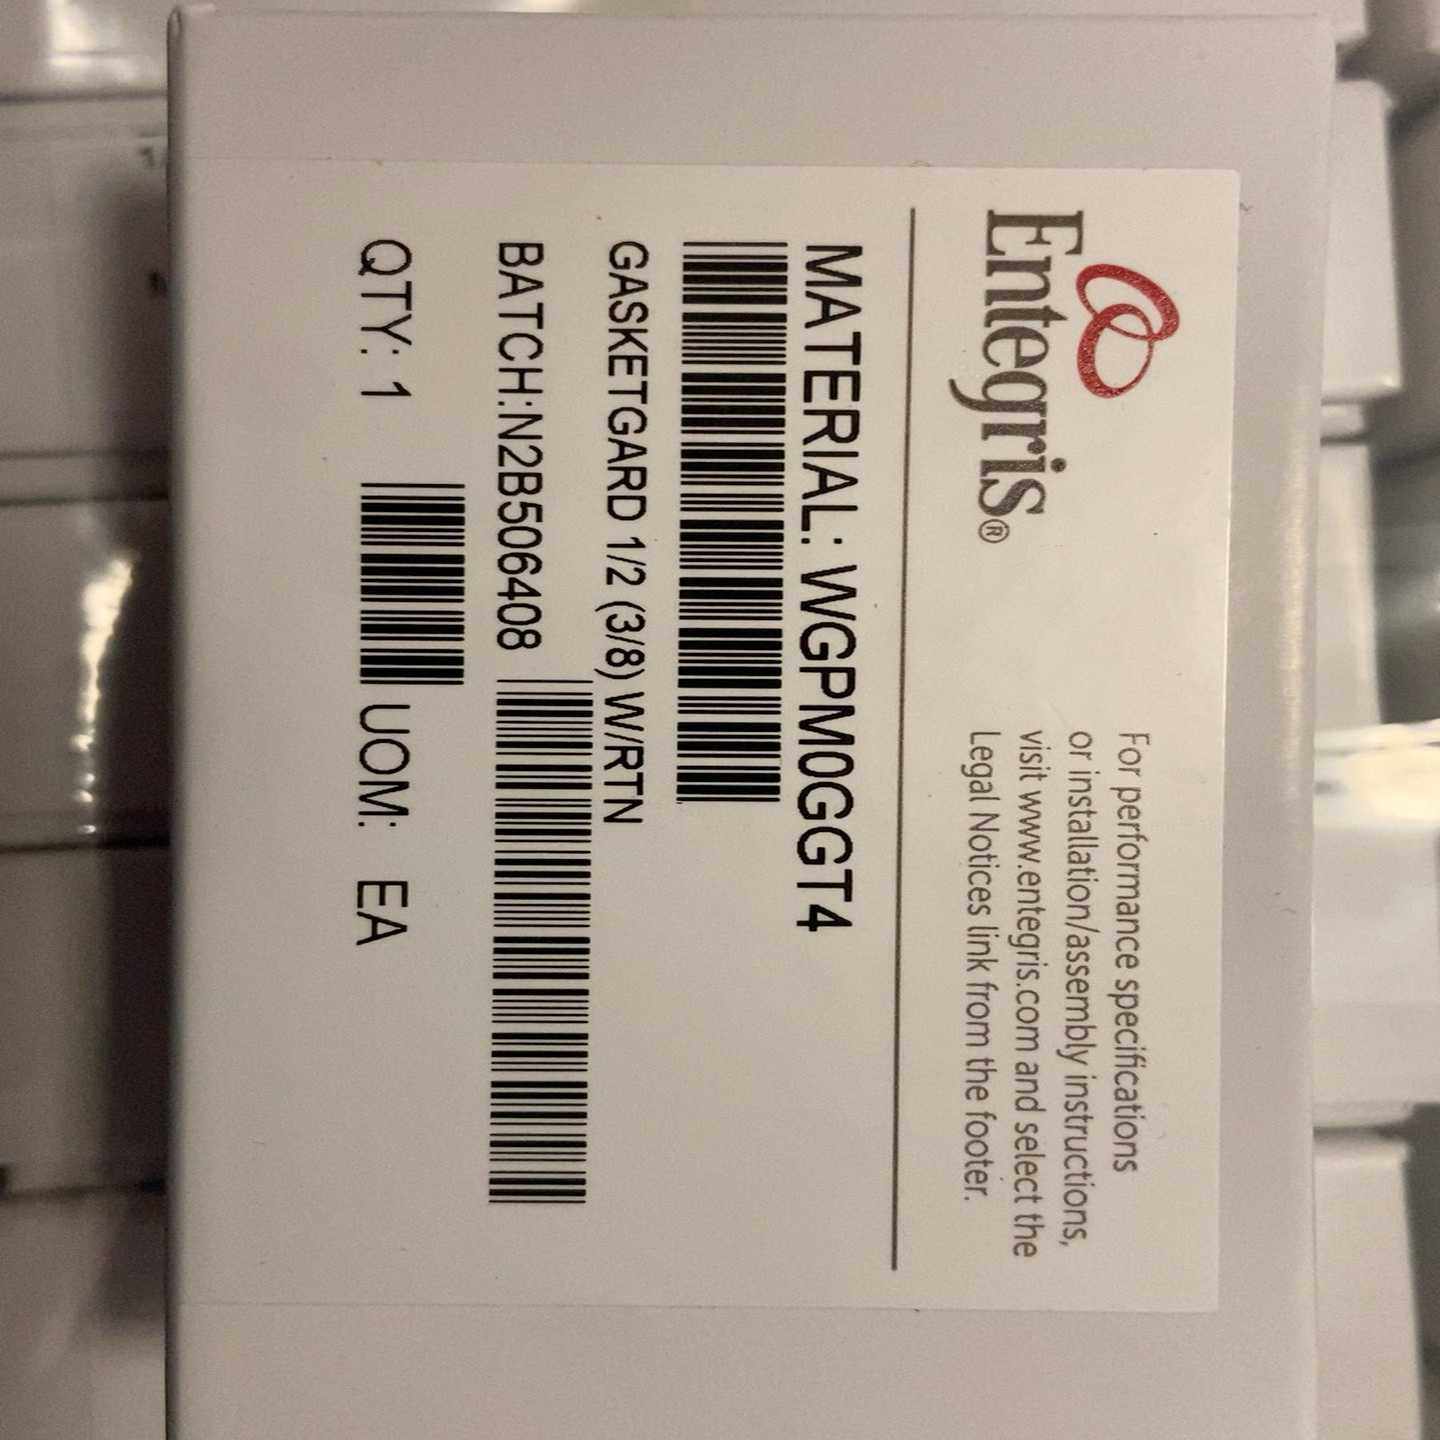 Entegris®
For performance specifications
or installation/assembly instructions,
visit www.entegris.com and select the
Legal Notices link from the footer.
MATERIAL: WGPM0GGT4
GASKETGARD 1/2 (3/8) W/RTN
BATCH:N2B506408
QTY: 1 UOM: EA